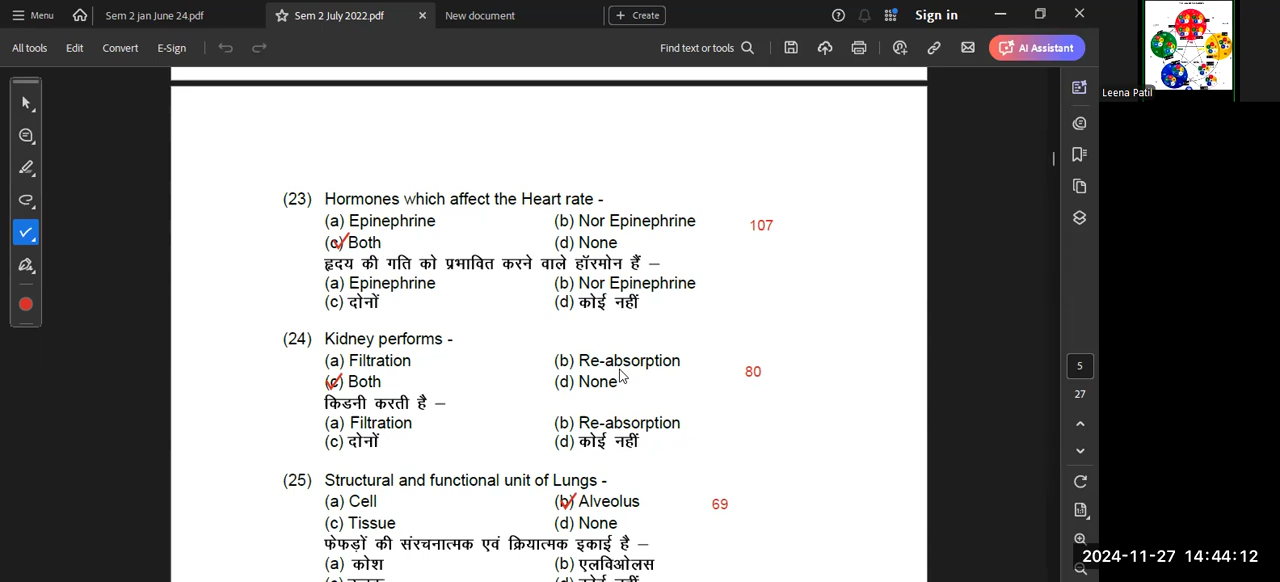 Menu
Sem 2 jan June 24.pdf
Sem 2 July 2022.pdf
New document
Create
Sign in
All tools
Edit
Convert
E-Sign
Find text or tools
AI Assistant
Leena Patil
(23) Hormones which affect the Heart rate -
(a) Epinephrine (b) Nor Epinephrine 107
(c) Both (d) None
हृदय की गति को प्रभावित करने वाले हॉरमोन हैं –
(a) Epinephrine (b) Nor Epinephrine
(c) दोनों (d) कोई नहीं
(24) Kidney performs -
(a) Filtration (b) Re-absorption 80
(c) Both (d) None
किडनी करती है –
(a) Filtration (b) Re-absorption
(c) दोनों (d) कोई नहीं
(25) Structural and functional unit of Lungs -
(a) Cell (b) Alveolus 69
(c) Tissue (d) None
फेफड़ों की संरचनात्मक एवं क्रियात्मक इकाई है –
(a) कोश (b) एलविओलस
5
27
2024-11-27 14:44:12